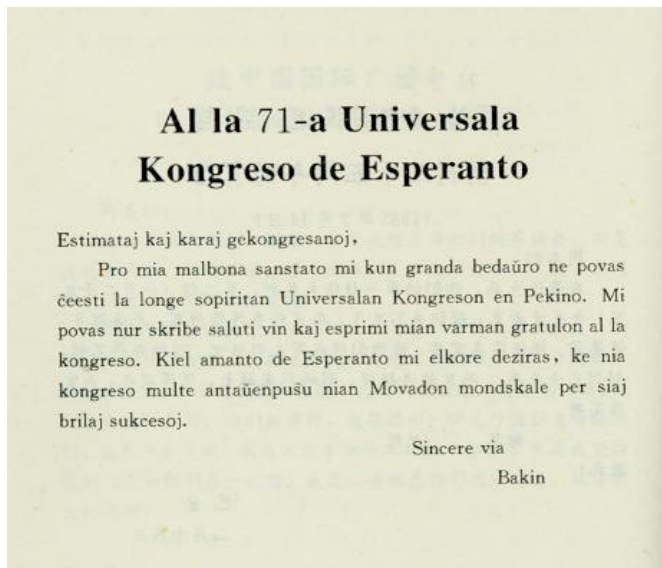 Al la 71-a Universala
Kongreso de Esperanto
Estimataj kaj karaj gekongresanoj,
Pro mia malbona sanstato mi kun granda bedaŭro ne povas
ĉeesti la longe sopiritan Universalan Kongreson en Pekino. Mi
povas nur skribe saluti vin kaj esprimi mian varman gratulon al la
kongreso. Kiel amanto de Esperanto mi elkore deziras, ke nia
kongreso multe antaŭenpuŝu nian Movadon mondskale per siaj
brilaj sukcesoj.
Sincere via
Bakin